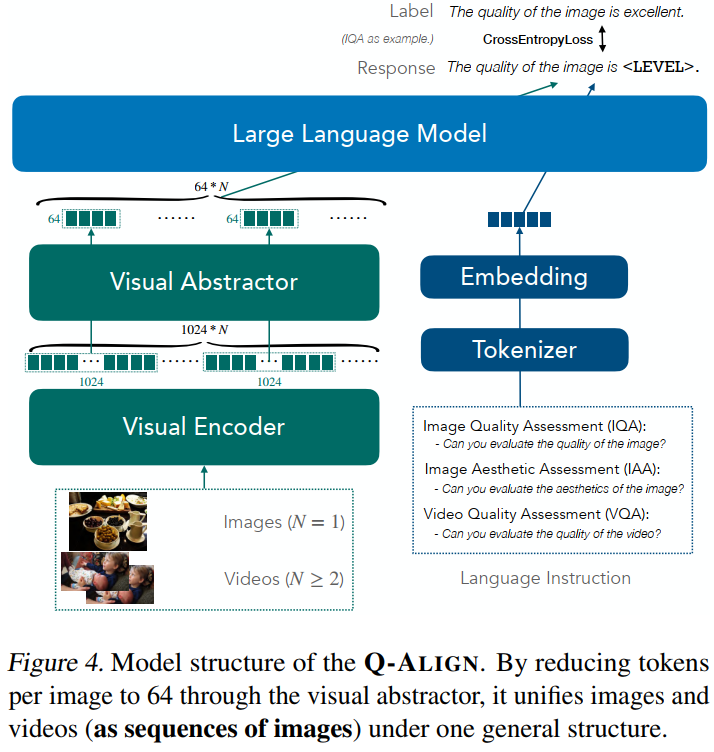 Label The quality of the image is excellent.
(IQA as example.) CrossEntropyLoss
Response The quality of the image is <LEVEL>.
Large Language Model
64 * N
64 ...... 64 ......
Visual Abstractor
Embedding
1024 * N
Tokenizer
... ...... ... ......
1024 1024
Visual Encoder
Image Quality Assessment (IQA):
- Can you evaluate the quality of the image?
Image Aesthetic Assessment (IAA):
- Can you evaluate the aesthetics of the image?
Video Quality Assessment (VQA):
- Can you evaluate the quality of the video?
Images (N = 1)
Videos (N ≥ 2)
Language Instruction
Figure 4. Model structure of the Q-ALIGN. By reducing tokens
per image to 64 through the visual abstractor, it unifies images and
videos (as sequences of images) under one general structure.